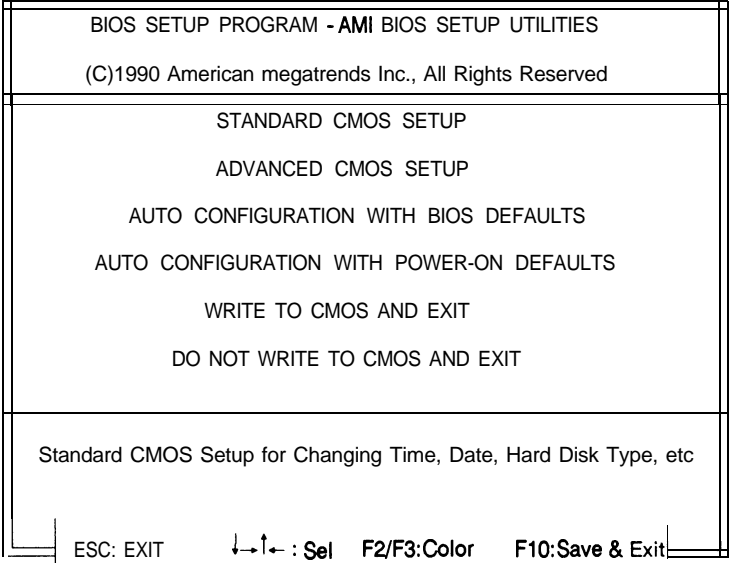 BIOS SETUP PROGRAM - AMI BIOS SETUP UTILITIES
(C)1990 American megatrends Inc., All Rights Reserved
STANDARD CMOS SETUP
ADVANCED CMOS SETUP
AUTO CONFIGURATION WITH BIOS DEFAULTS
AUTO CONFIGURATION WITH POWER-ON DEFAULTS
WRITE TO CMOS AND EXIT
DO NOT WRITE TO CMOS AND EXIT
Standard CMOS Setup for Changing Time, Date, Hard Disk Type, etc
ESC: EXIT ↓→↑← : Sel F2/F3:Color F10:Save & Exit